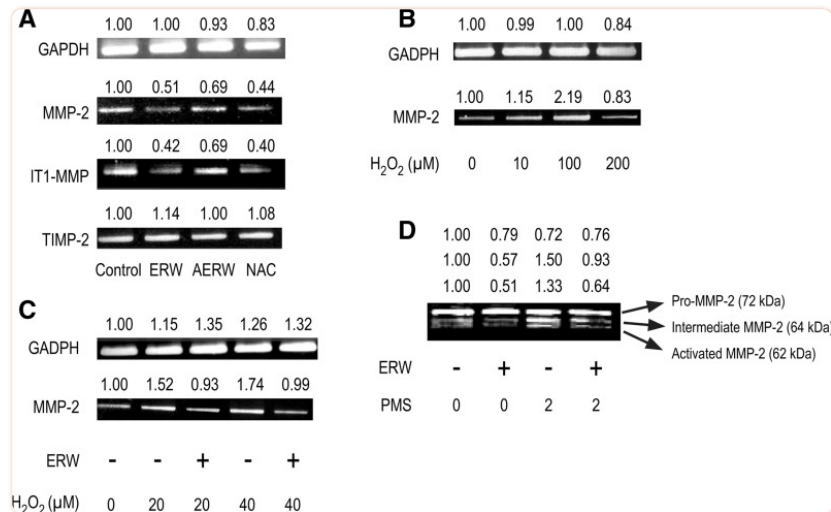 A
1.00 1.00 0.93 0.83
GAPDH
1.00 0.51 0.69 0.44
MMP-2
1.00 0.42 0.69 0.40
IT1-MMP
1.00 1.14 1.00 1.08
TIMP-2
Control ERW AERW NAC
B
1.00 0.99 1.00 0.84
GADPH
1.00 1.15 2.19 0.83
MMP-2
H₂O₂ (µM) 0 10 100 200
C
1.00 1.15 1.35 1.26 1.32
GADPH
1.00 1.52 0.93 1.74 0.99
MMP-2
ERW - - + - +
H₂O₂ (µM) 0 20 20 40 40
D
1.00 0.79 0.72 0.76
1.00 0.57 1.50 0.93
1.00 0.51 1.33 0.64
Pro-MMP-2 (72 kDa)
Intermediate MMP-2 (64 kDa)
Activated MMP-2 (62 kDa)
ERW - + - +
PMS 0 0 2 2